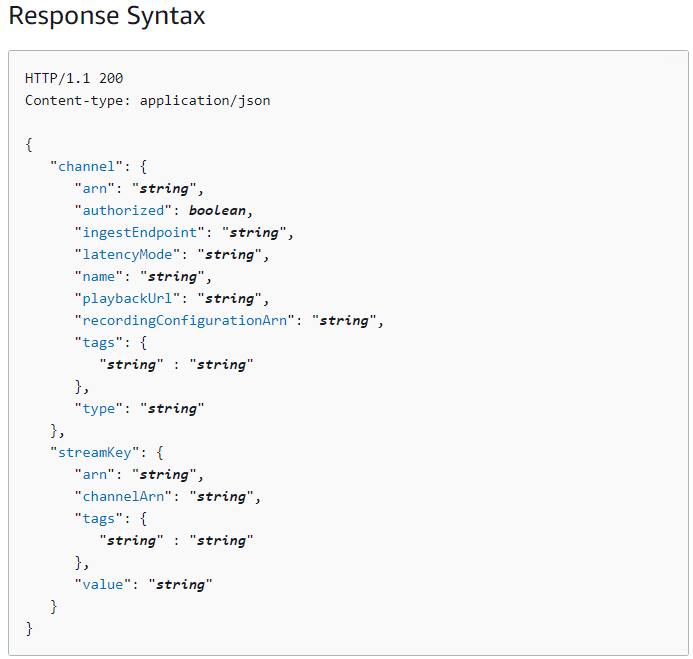 Response Syntax
HTTP/1.1 200
Content-type: application/json
{
"channel": {
"arn": "string",
"authorized": boolean,
"ingestEndpoint": "string",
"latencyMode": "string",
"name": "string",
"playbackUrl": "string",
"recordingConfigurationArn": "string",
"tags": {
"string" : "string"
},
"type": "string"
},
"streamKey": {
"arn": "string",
"channelArn": "string",
"tags": {
"string" : "string"
},
"value": "string"
}
}